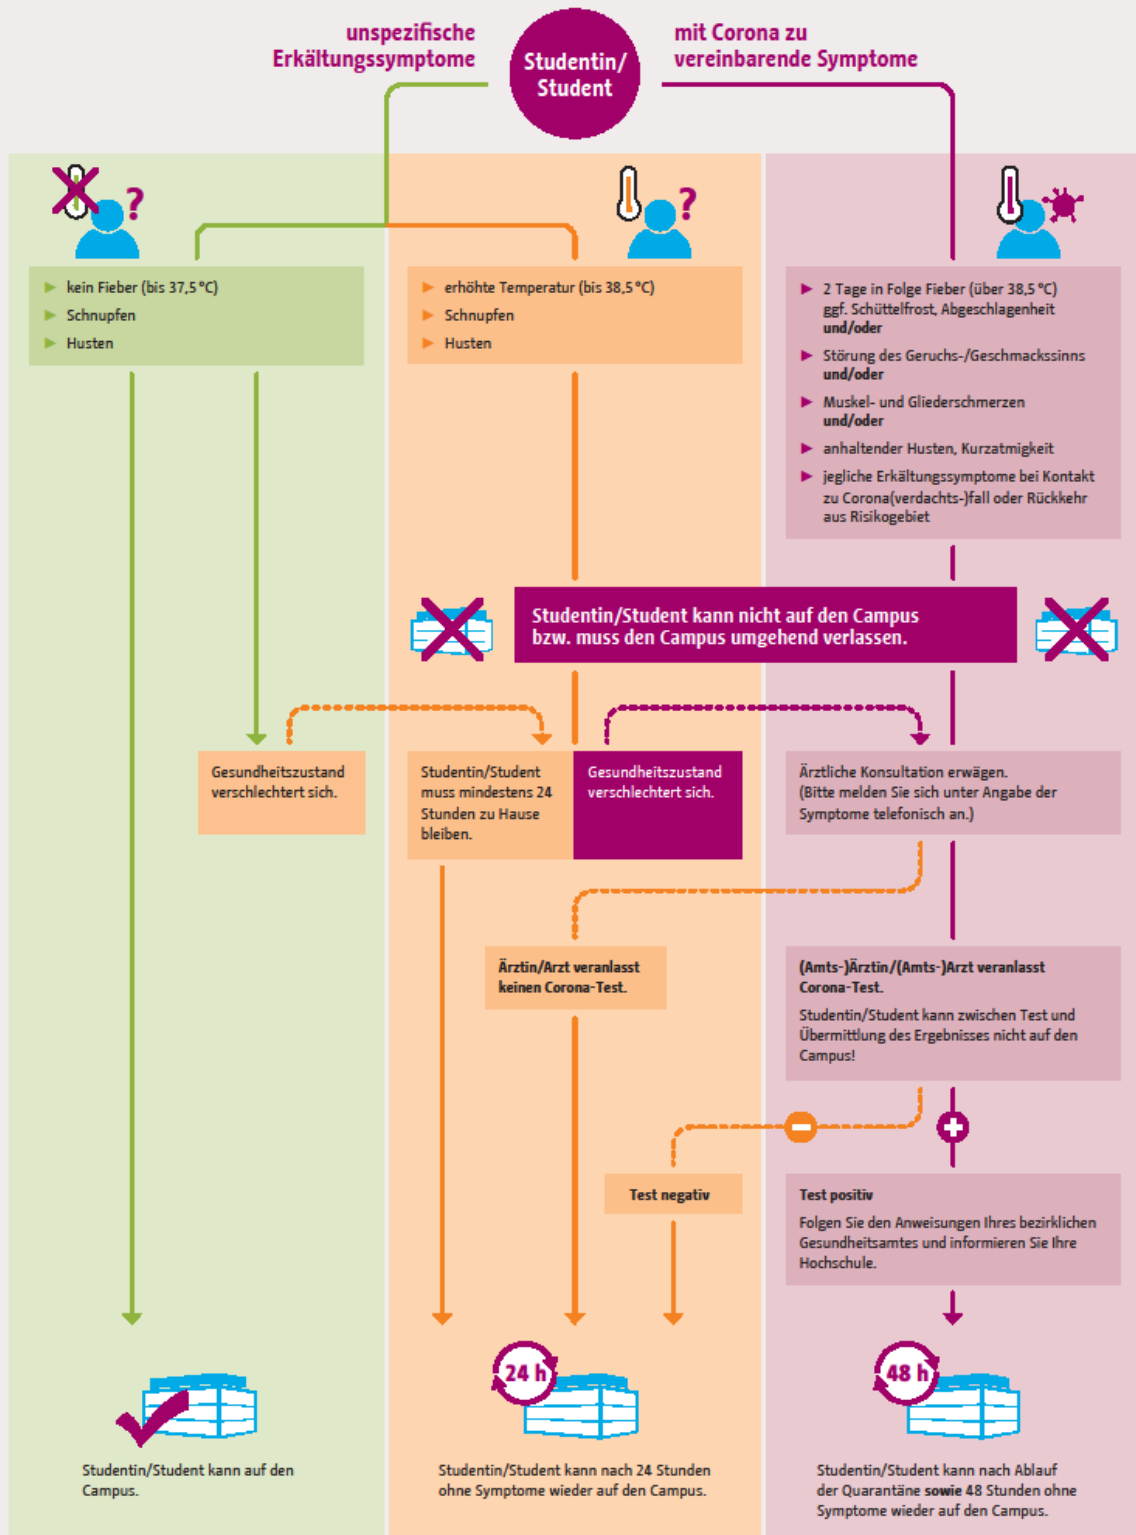 unspezifische
Erkältungssymptome
Studentin/
Student
mit Corona zu
vereinbarende Symptome
?
kein Fieber (bis 37,5 °C)
Schnupfen
Husten
?
erhöhte Temperatur (bis 38,5 °C)
Schnupfen
Husten
2 Tage in Folge Fieber (über 38,5 °C)
ggf. Schüttelfrost, Abgeschlagenheit
und/oder
Störung des Geruchs-/Geschmackssinns
und/oder
Muskel- und Gliederschmerzen
und/oder
anhaltender Husten, Kurzatmigkeit
jegliche Erkältungssymptome bei Kontakt
zu Corona(verdachts-)fall oder Rückkehr
aus Risikogebiet
Studentin/Student kann nicht auf den Campus
bzw. muss den Campus umgehend verlassen.
Gesundheitszustand
verschlechtert sich.
Studentin/Student
muss mindestens 24
Stunden zu Hause
bleiben.
Gesundheitszustand
verschlechtert sich.
Ärztliche Konsultation erwägen.
(Bitte melden Sie sich unter Angabe der
Symptome telefonisch an.)
Ärztin/Arzt veranlasst
keinen Corona-Test.
(Amts-)Ärztin/(Amts-)Arzt veranlasst
Corona-Test.
Studentin/Student kann zwischen Test und
Übermittlung des Ergebnisses nicht auf den
Campus!
Test negativ
Test positiv
Folgen Sie den Anweisungen Ihres bezirklichen
Gesundheitsamtes und informieren Sie Ihre
Hochschule.
Studentin/Student kann auf den
Campus.
24 h
Studentin/Student kann nach 24 Stunden
ohne Symptome wieder auf den Campus.
48 h
Studentin/Student kann nach Ablauf
der Quarantäne sowie 48 Stunden ohne
Symptome wieder auf den Campus.